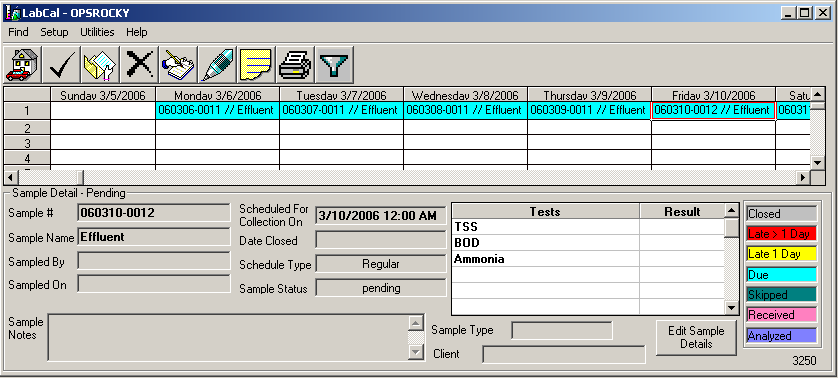 LabCal - OPSROCKY
Find Setup Utilities Help
Sunday 3/5/2006 Monday 3/6/2006 Tuesday 3/7/2006 Wednesday 3/8/2006 Thursday 3/9/2006 Friday 3/10/2006 Satu
1 060306-0011 // Effluent 060307-0011 // Effluent 060308-0011 // Effluent 060309-0011 // Effluent 060310-0012 // Effluent 06031
2
3
4
Sample Detail - Pending
Sample # 060310-0012
Scheduled For Collection On 3/10/2006 12:00 AM
Sample Name Effluent
Date Closed
Sampled By
Schedule Type Regular
Sampled On
Sample Status pending
Tests Result
TSS
BOD
Ammonia
Closed
Late > 1 Day
Late 1 Day
Due
Skipped
Received
Analyzed
Sample Notes
Sample Type
Client
Edit Sample Details
3250